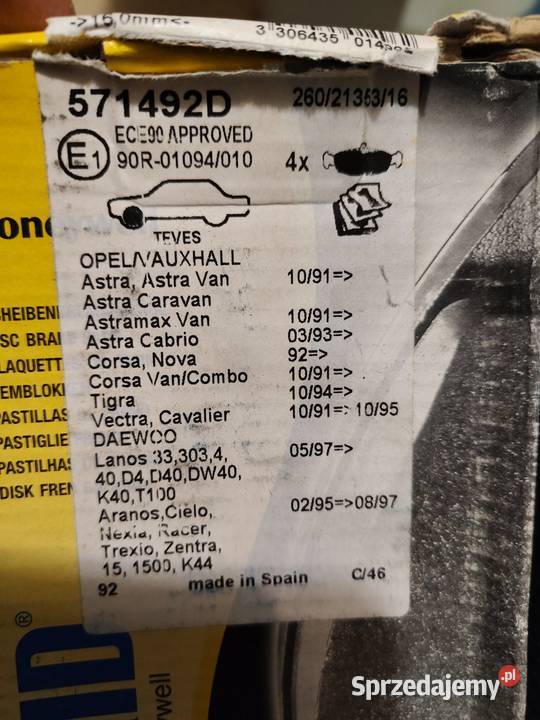 ->15,0mm<-
3 306435 014
571492D
260/21363/16
E1
ECE90 APPROVED
90R-01094/010
4x
TEVES
OPEL/VAUXHALL
Astra, Astra Van 10/91=>
Astra Caravan
Astramax Van 10/91=>
Astra Cabrio 03/93=>
Corsa, Nova 92=>
Corsa Van/Combo 10/91=>
Tigra 10/94=>
Vectra, Cavalier 10/91=> 10/95
DAEWOO
Lanos 33,303,4, 05/97=>
40,D4,D40,DW40,
K40,T100
Aranos,Cielo, 02/95=>08/97
Nexia, Racer,
Trexio, Zentra,
15, 1500, K44
92 made in Spain C/46
HEIBEN
SC BRA
LAQUETT
EMBLOKI
PASTILLAS
PASTIGLIE
PASTILHAS
DISK FREN
®
ywell
Sprzedajemy.pl